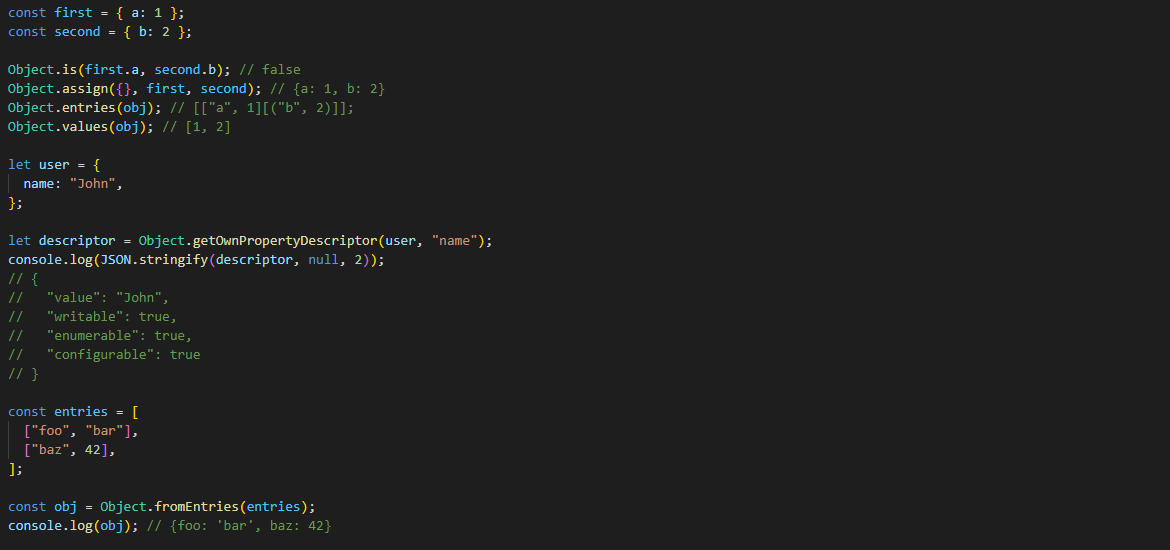 const first = { a: 1 };
const second = { b: 2 };
Object.is(first.a, second.b); // false
Object.assign({}, first, second); // {a: 1, b: 2}
Object.entries(obj); // [["a", 1][("b", 2)]];
Object.values(obj); // [1, 2]
let user = {
  name: "John",
};
let descriptor = Object.getOwnPropertyDescriptor(user, "name");
console.log(JSON.stringify(descriptor, null, 2));
// {
//   "value": "John",
//   "writable": true,
//   "enumerable": true,
//   "configurable": true
// }
const entries = [
  ["foo", "bar"],
  ["baz", 42],
];
const obj = Object.fromEntries(entries);
console.log(obj); // {foo: 'bar', baz: 42}